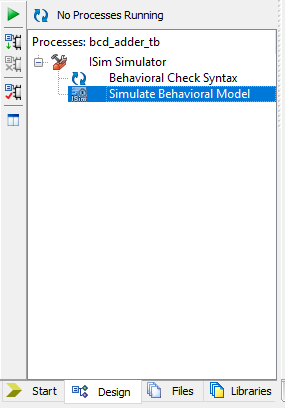 No Processes Running
Processes: bcd_adder_tb
ISim Simulator
Behavioral Check Syntax
ISim
Simulate Behavioral Model
Start
Design
Files
Libraries